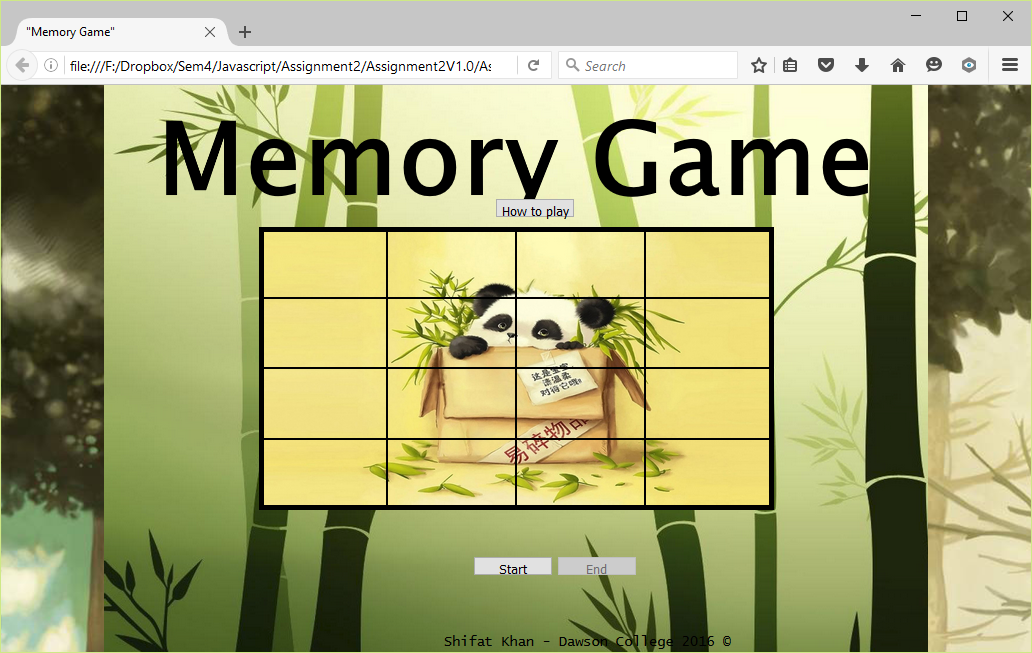 "Memory Game"
file:///F:/Dropbox/Sem4/Javascript/Assignment2/Assignment2V1.0/As
Search
Memory Game
How to play
这是宝宝
请温柔
对待它哦!
易碎物品
Start
End
Shifat Khan - Dawson College 2016 ©